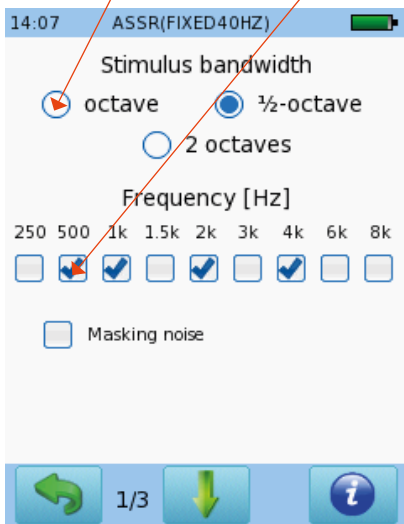 14:07 ASSR(FIXED40HZ)
Stimulus bandwidth
octave ½-octave
2 octaves
Frequency [Hz]
250 500 1k 1.5k 2k 3k 4k 6k 8k
Masking noise
1/3 i